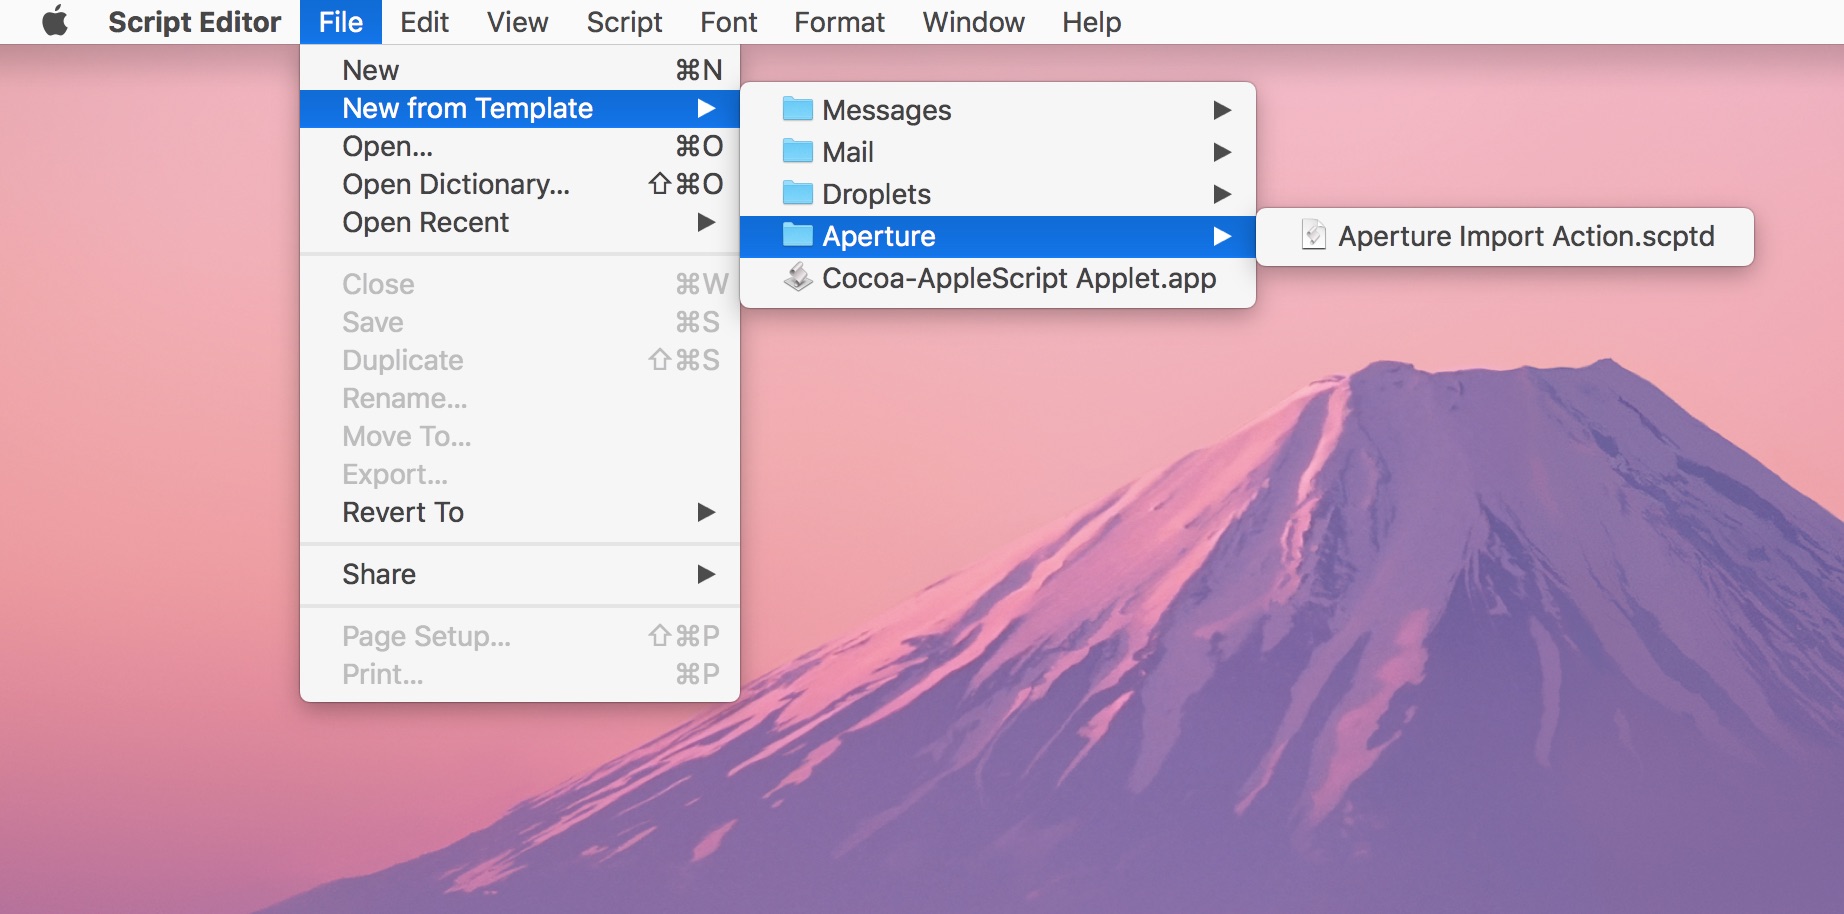 Script Editor File Edit View Script Font Format Window Help
New ⌘N
New from Template ▶
Open... ⌘O
Open Dictionary... ⇧⌘O
Open Recent ▶
Close ⌘W
Save ⌘S
Duplicate ⇧⌘S
Rename...
Move To...
Export...
Revert To ▶
Share ▶
Page Setup... ⇧⌘P
Print... ⌘P
Messages ▶
Mail ▶
Droplets ▶
Aperture ▶
Cocoa-AppleScript Applet.app
Aperture Import Action.scptd